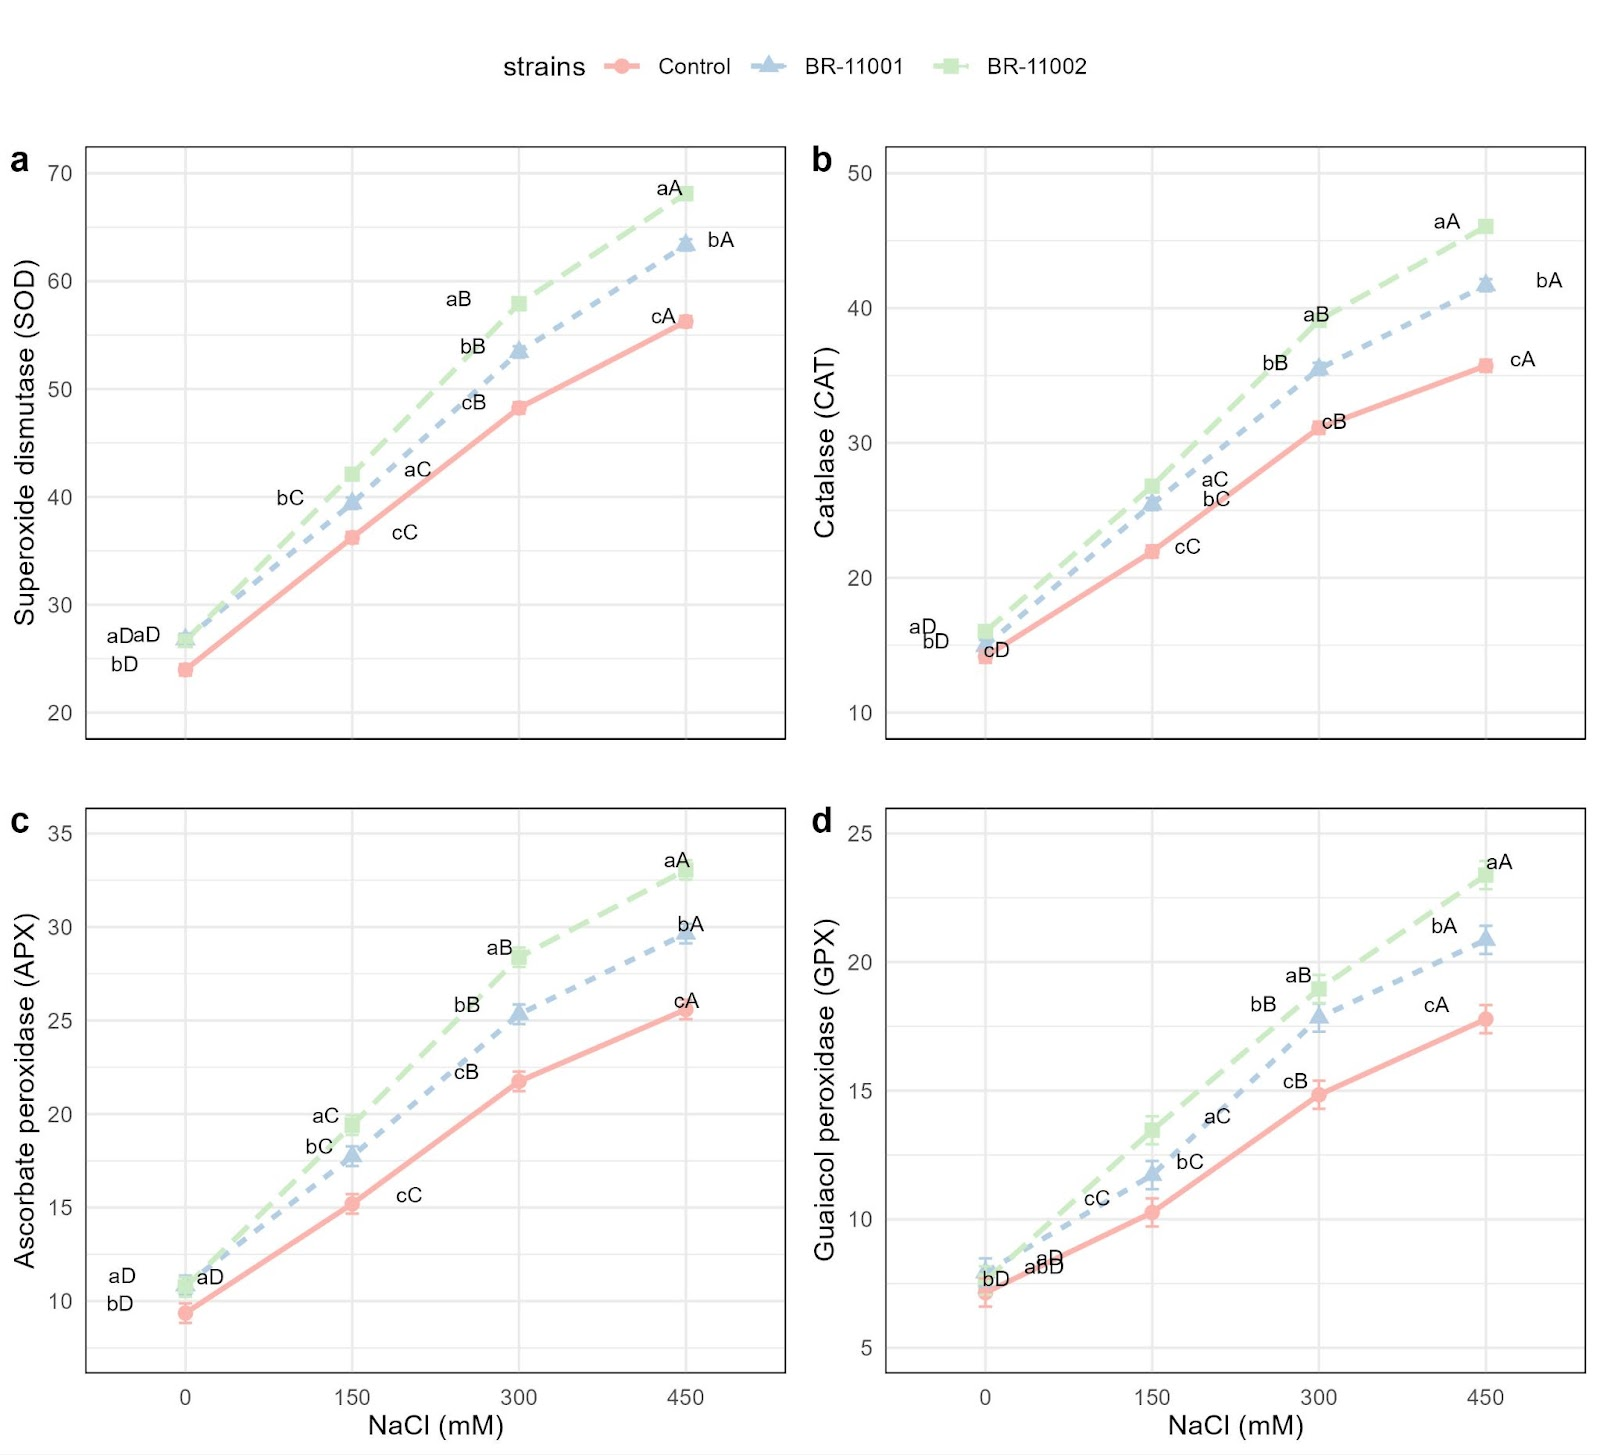 strains Control BR-11001 BR-11002
a
Superoxide dismutase (SOD)
70
60
50
40
30
20
aA
bA
cA
aB
bB
cB
aC
bC
cC
aDaD
bD
b
Catalase (CAT)
50
40
30
20
10
aA
bA
cA
aB
bB
cB
aC
bC
cC
aD
bD
cD
c
Ascorbate peroxidase (APX)
35
30
25
20
15
10
aA
bA
cA
aB
bB
cB
aC
bC
cC
aD aD
bD
0 150 300 450
NaCl (mM)
d
Guaiacol peroxidase (GPX)
25
20
15
10
5
aA
bA
cA
aB
bB
cB
aC
bC
cC
aD
abD
bD
0 150 300 450
NaCl (mM)